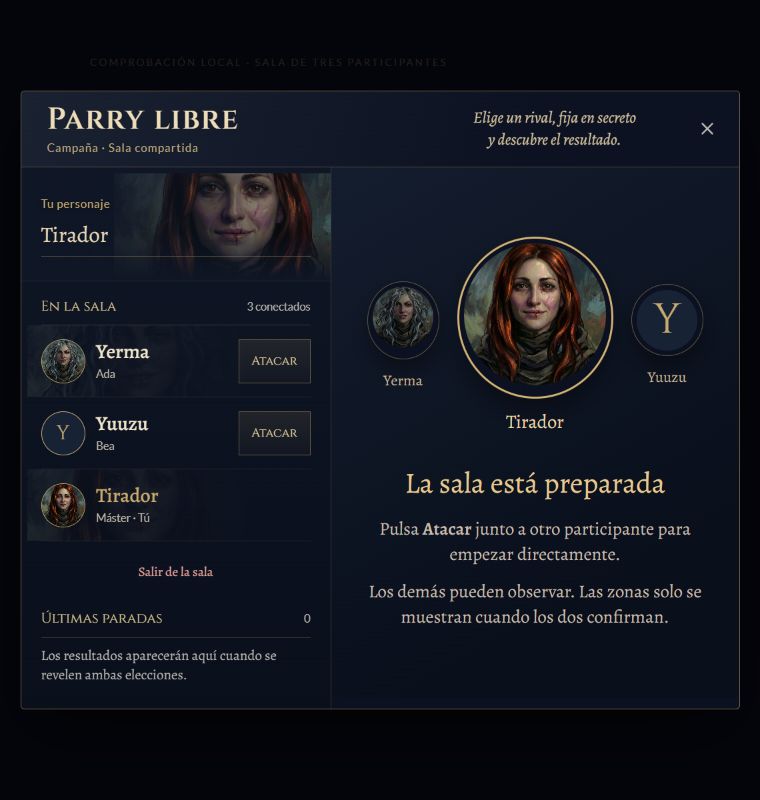 COMPROBACIÓN LOCAL · SALA DE TRES PARTICIPANTES
PARRY LIBRE
Campaña · Sala compartida
Elige un rival, fija en secreto
y descubre el resultado.
×
Tu personaje
Tirador
EN LA SALA
3 conectados
Yerma
Ada
ATACAR
Y
Yuuzu
Bea
ATACAR
Tirador
Máster · Tú
Salir de la sala
ÚLTIMAS PARADAS
0
Los resultados aparecerán aquí cuando se
revelen ambas elecciones.
Yerma
Tirador
Y
Yuuzu
La sala está preparada
Pulsa Atacar junto a otro participante para
empezar directamente.
Los demás pueden observar. Las zonas solo se
muestran cuando los dos confirman.